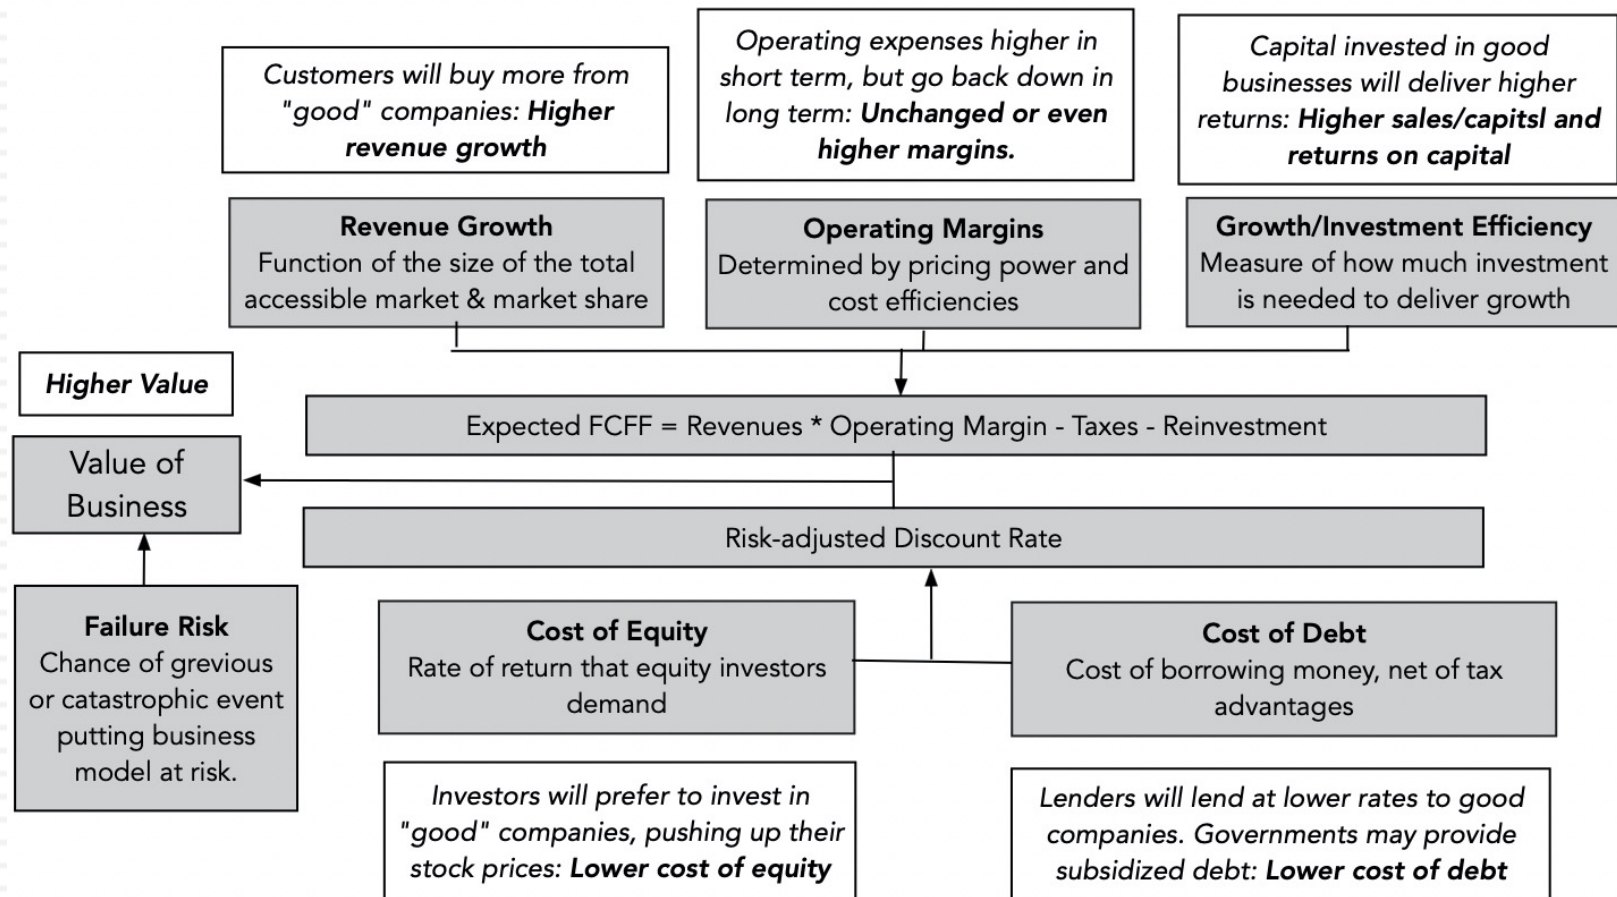 Customers will buy more from
"good" companies: Higher
revenue growth
Operating expenses higher in
short term, but go back down in
long term: Unchanged or even
higher margins.
Capital invested in good
businesses will deliver higher
returns: Higher sales/capitsl and
returns on capital
Revenue Growth
Function of the size of the total
accessible market & market share
Operating Margins
Determined by pricing power and
cost efficiencies
Growth/Investment Efficiency
Measure of how much investment
is needed to deliver growth
Higher Value
Expected FCFF = Revenues * Operating Margin - Taxes - Reinvestment
Value of
Business
Risk-adjusted Discount Rate
Failure Risk
Chance of grevious
or catastrophic event
putting business
model at risk.
Cost of Equity
Rate of return that equity investors
demand
Cost of Debt
Cost of borrowing money, net of tax
advantages
Investors will prefer to invest in
"good" companies, pushing up their
stock prices: Lower cost of equity
Lenders will lend at lower rates to good
companies. Governments may provide
subsidized debt: Lower cost of debt